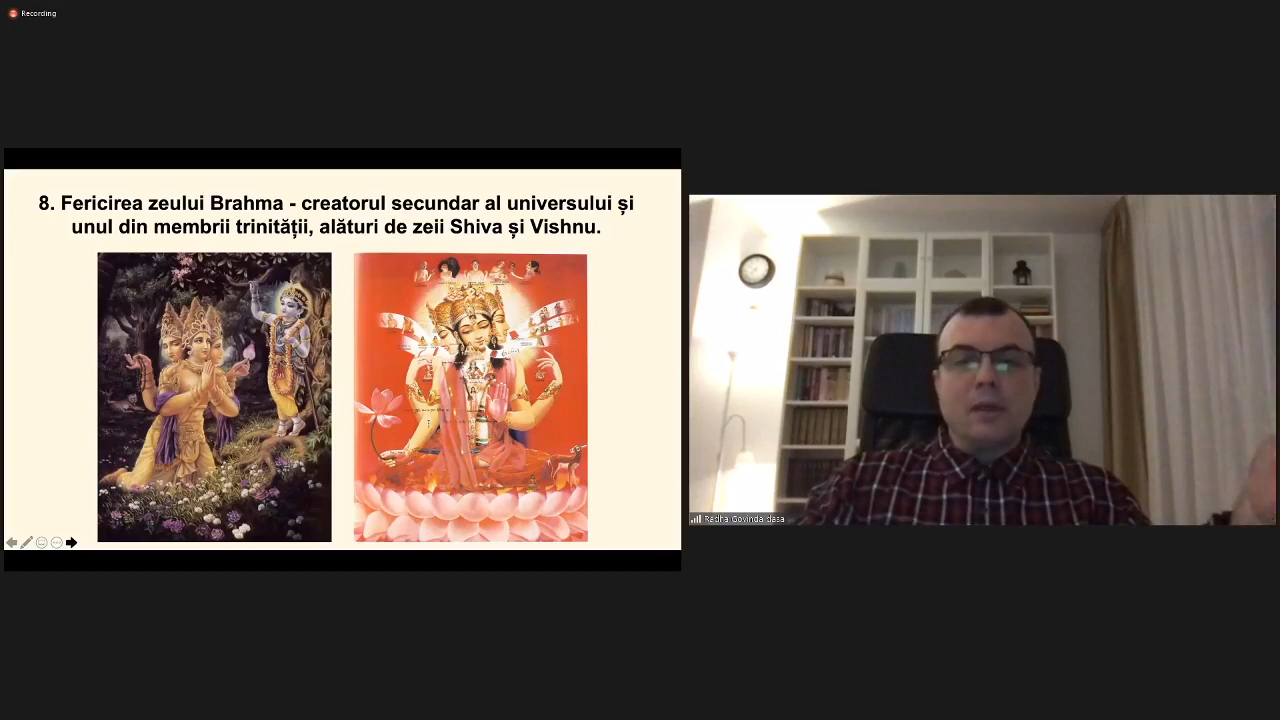 Recording
8. Fericirea zeului Brahma - creatorul secundar al universului și
unul din membrii trinității, alături de zeii Shiva și Vishnu.
Radha Govinda dasa